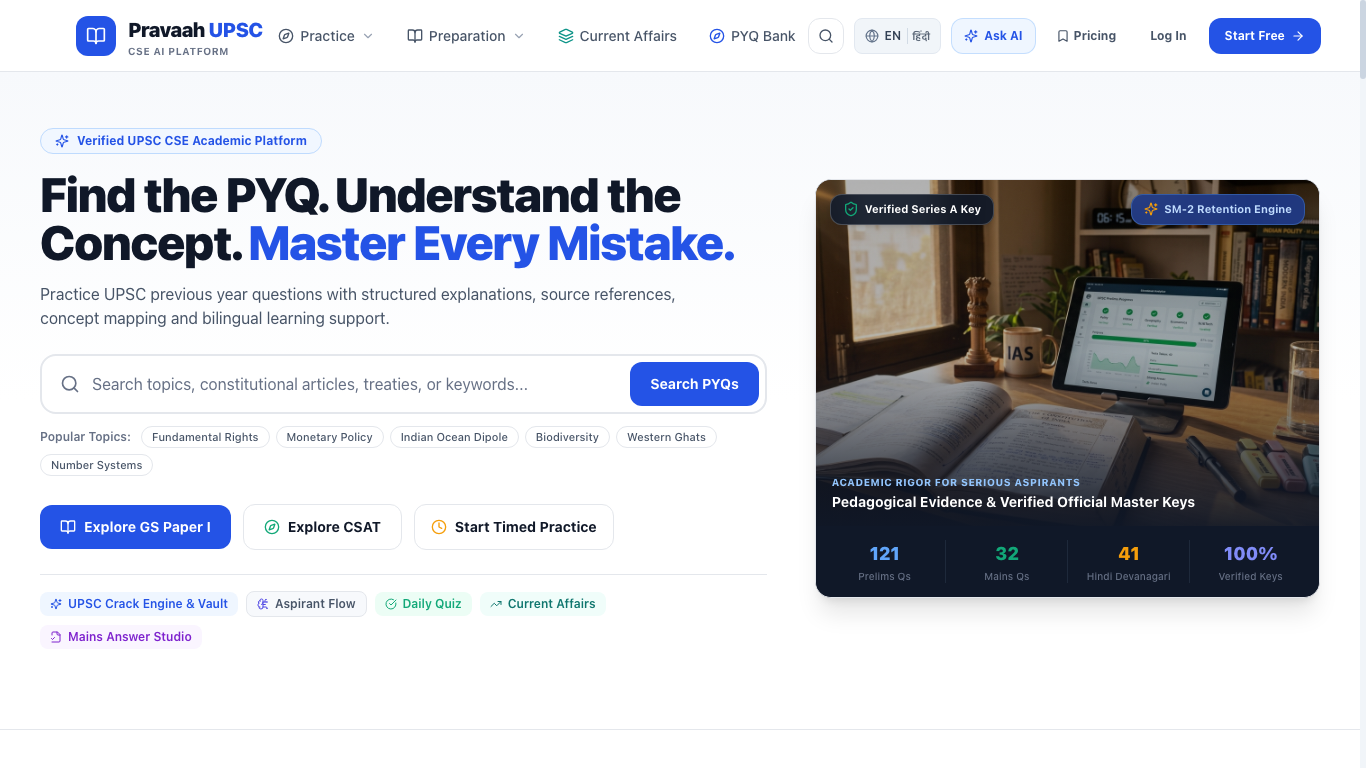 Pravaah UPSC
CSE AI PLATFORM
Practice
Preparation
Current Affairs
PYQ Bank
EN
हिंदी
Ask AI
Pricing
Log In
Start Free
Verified UPSC CSE Academic Platform
Find the PYQ. Understand the
Concept. Master Every Mistake.
Practice UPSC previous year questions with structured explanations, source references,
concept mapping and bilingual learning support.
Search topics, constitutional articles, treaties, or keywords...
Search PYQs
Popular Topics:
Fundamental Rights
Monetary Policy
Indian Ocean Dipole
Biodiversity
Western Ghats
Number Systems
Explore GS Paper I
Explore CSAT
Start Timed Practice
UPSC Crack Engine & Vault
Aspirant Flow
Daily Quiz
Current Affairs
Mains Answer Studio
Verified Series A Key
SM-2 Retention Engine
IAS
ACADEMIC RIGOR FOR SERIOUS ASPIRANTS
Pedagogical Evidence & Verified Official Master Keys
121
Prelims Qs
32
Mains Qs
41
Hindi Devanagari
100%
Verified Keys